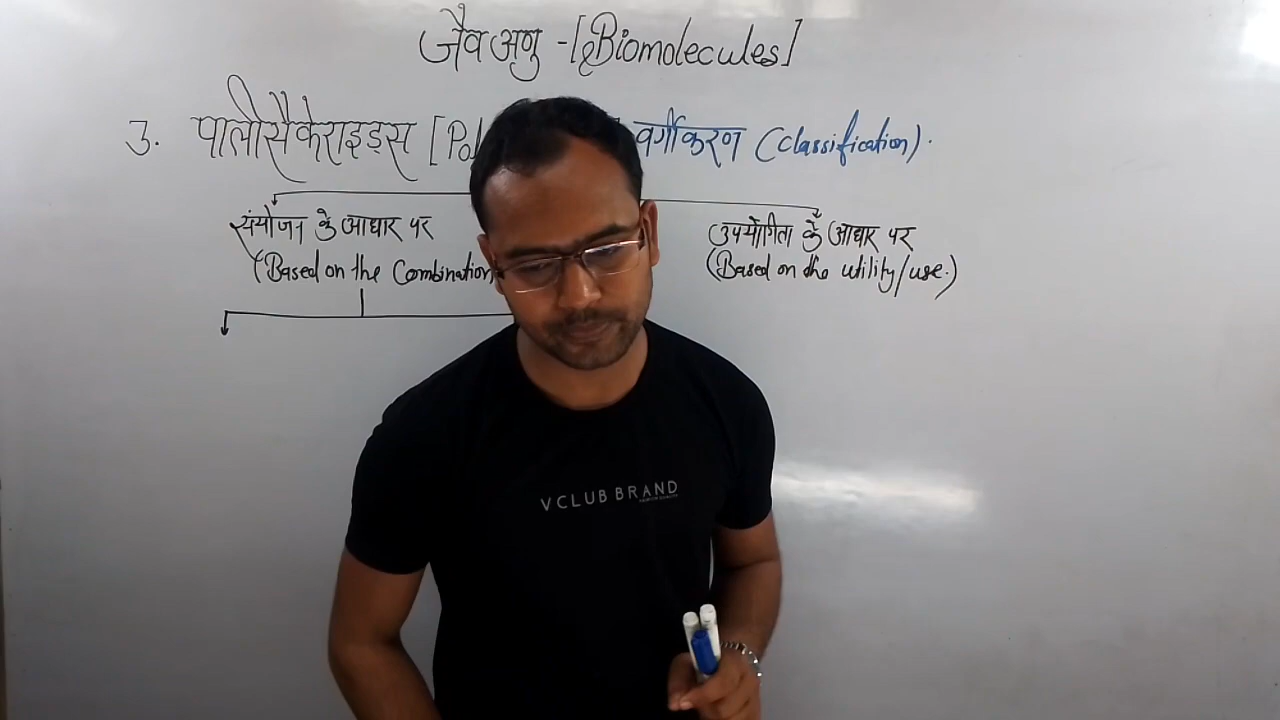 जैव अणु - [Biomolecules]
3. पालीसैकेराइड्स [Pol वर्गीकरण (classification).
संयोजन के आधार पर
(Based on the Combination
उपयोगिता के आधार पर
(Based on the utility/use.)
VCLUB BRAND